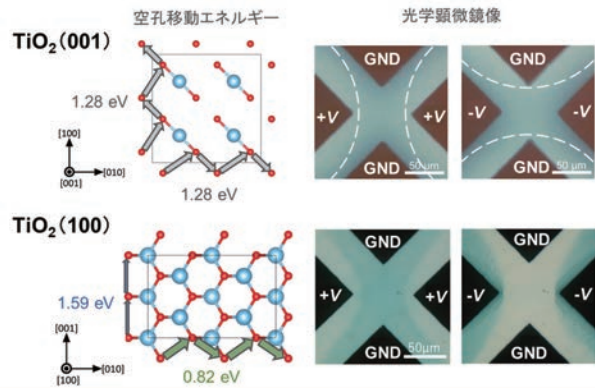 空孔移動エネルギー
光学顕微鏡像
TiO2(001)
1.28 eV
[100]
[001]
[010]
1.28 eV
GND
+V
+V
GND
50 μm
GND
-V
-V
GND
50 μm
TiO2(100)
1.59 eV
[001]
[100]
[010]
0.82 eV
GND
+V
+V
GND
50μm
GND
-V
-V
GND
50μm